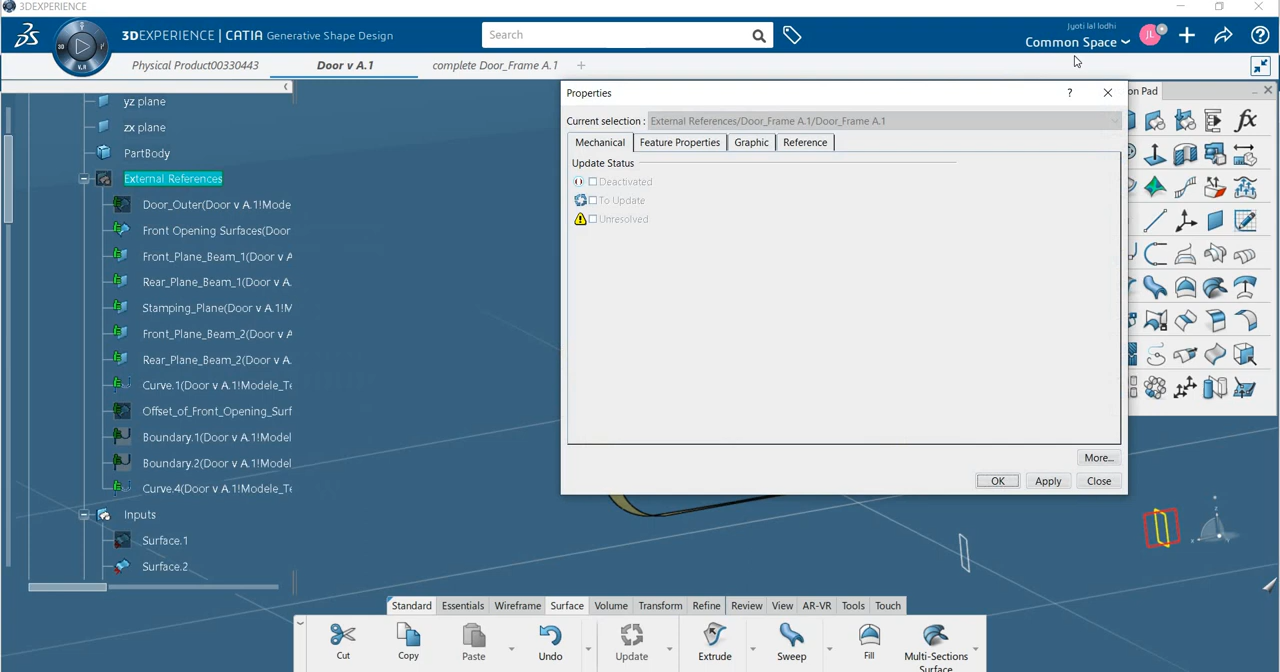 3DEXPERIENCE
3DEXPERIENCE | CATIA Generative Shape Design
Search
Jyoti lal lodhi
Common Space
JL
3D
V.R
Physical Product00330443
Door v A.1
complete Door_Frame A.1
yz plane
zx plane
PartBody
External References
Door_Outer(Door v A.1!Mode
Front Opening Surfaces(Door
Front_Plane_Beam_1(Door v A
Rear_Plane_Beam_1(Door v A.
Stamping_Plane(Door v A.1!M
Front_Plane_Beam_2(Door v A
Rear_Plane_Beam_2(Door v A.
Curve.1(Door v A.1!Modele_Te
Offset_of_Front_Opening_Surf
Boundary.1(Door v A.1!Model
Boundary.2(Door v A.1!Model
Curve.4(Door v A.1!Modele_Te
Inputs
Surface.1
Surface.2
Properties
Current selection : External References/Door_Frame A.1/Door_Frame A.1
Mechanical Feature Properties Graphic Reference
Update Status
Deactivated
To Update
Unresolved
More...
OK Apply Close
on Pad
fx
Standard Essentials Wireframe Surface Volume Transform Refine Review View AR-VR Tools Touch
Cut Copy Paste Undo Update Extrude Sweep Fill Multi-Sections
Surface